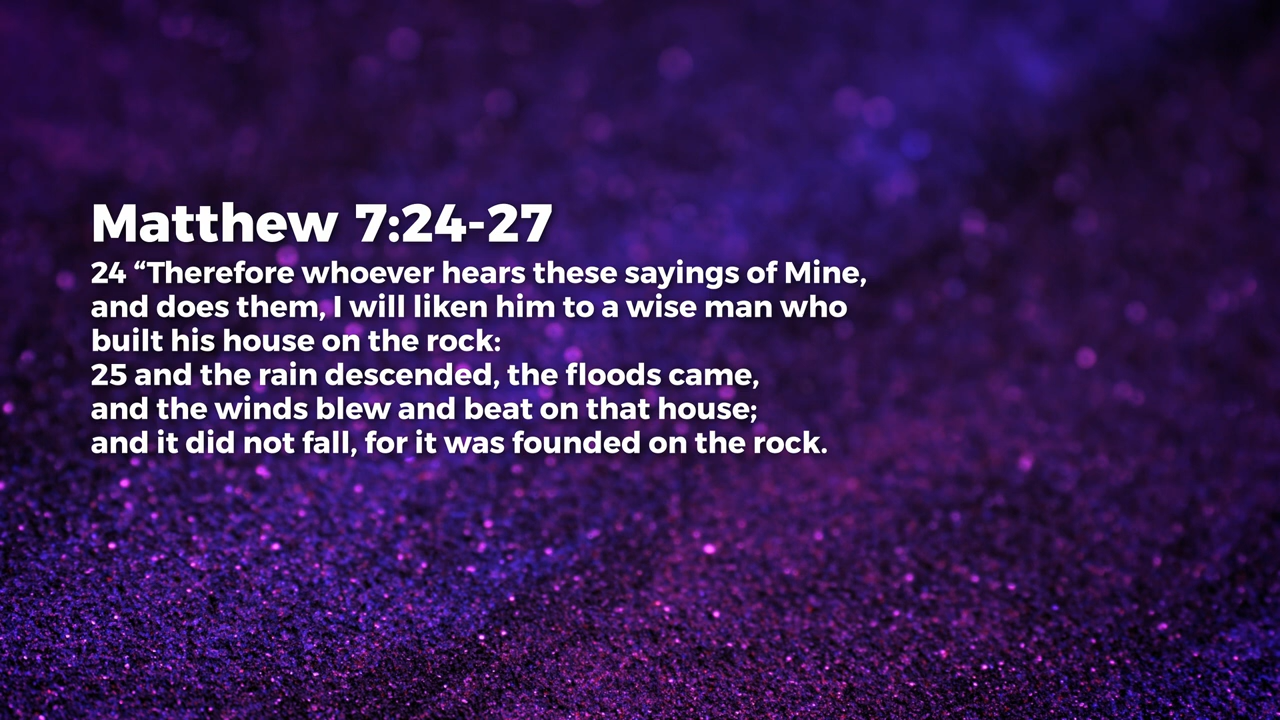 Matthew 7:24-27
24 “Therefore whoever hears these sayings of Mine,
and does them, I will liken him to a wise man who
built his house on the rock:
25 and the rain descended, the floods came,
and the winds blew and beat on that house;
and it did not fall, for it was founded on the rock.